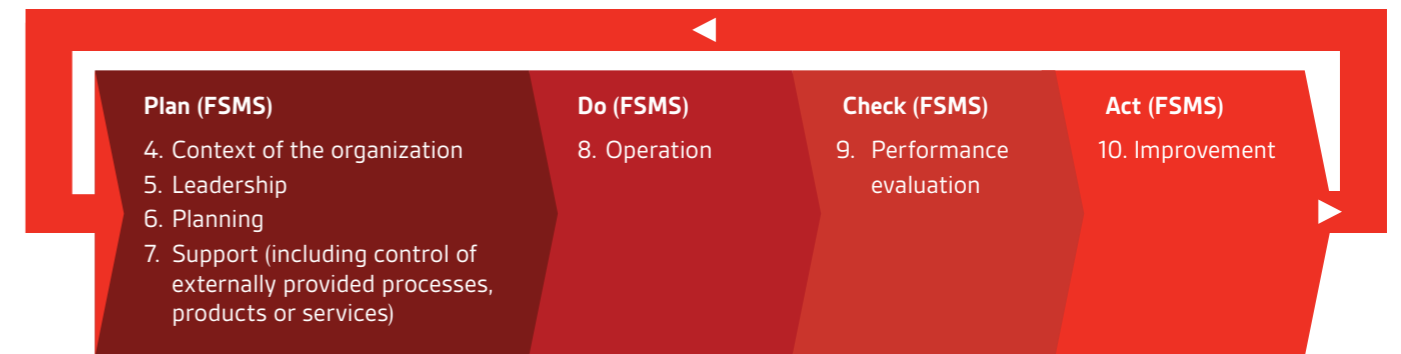 Plan (FSMS)
4. Context of the organization
5. Leadership
6. Planning
7. Support (including control of
externally provided processes,
products or services)
Do (FSMS)
8. Operation
Check (FSMS)
9. Performance
evaluation
Act (FSMS)
10. Improvement